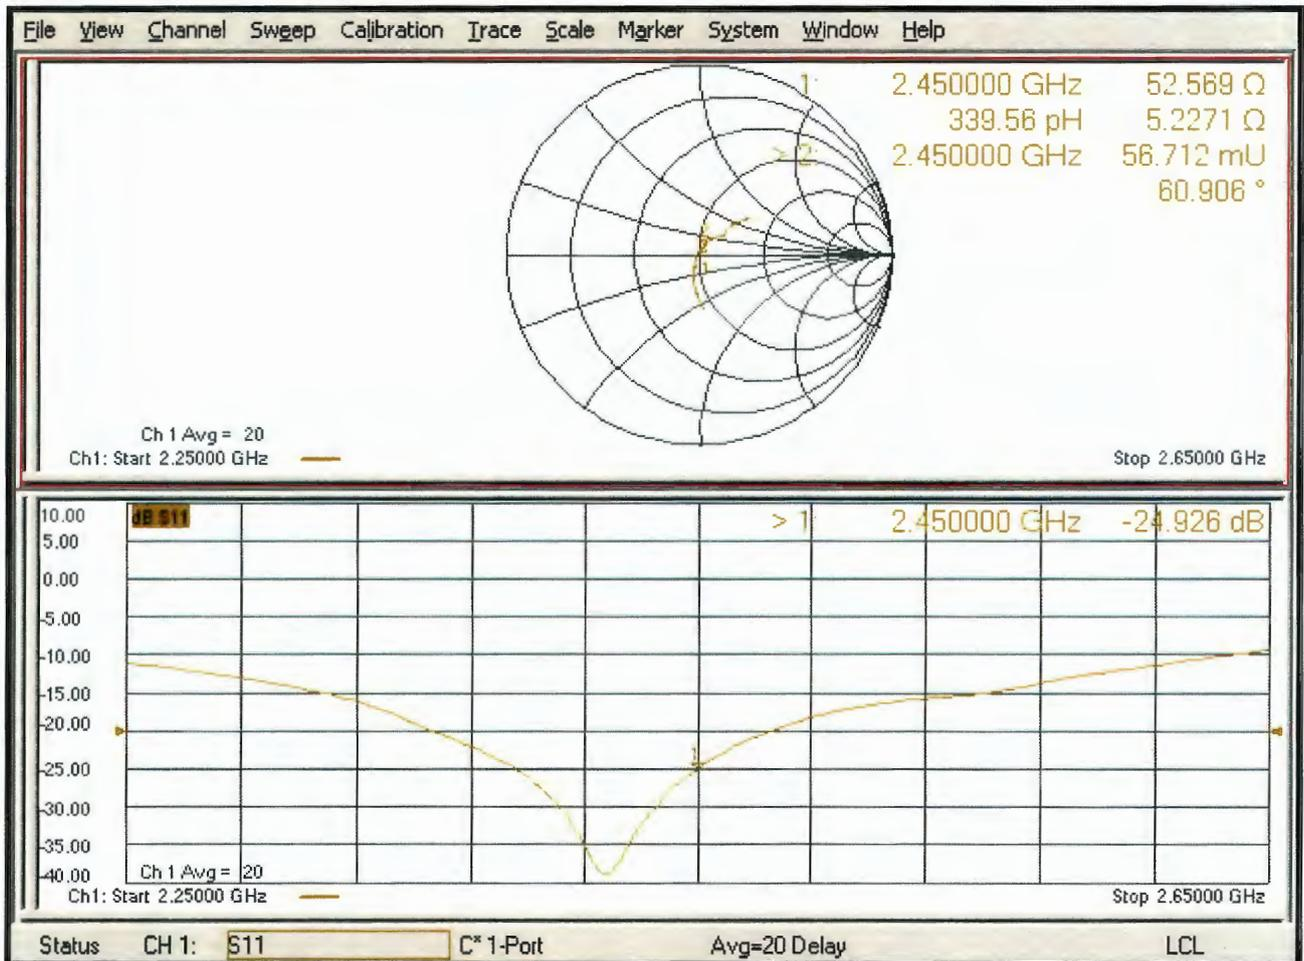 File View Channel Sweep Calibration Trace Scale Marker System Window Help
1: 2.450000 GHz 52.569 Ω
339.56 pH 5.2271 Ω
> 2: 2.450000 GHz 56.712 mU
60.906 °
Ch 1 Avg = 20
Ch1: Start 2.25000 GHz Stop 2.65000 GHz
10.00 dB S11 > 1: 2.450000 GHz -24.926 dB
5.00
0.00
-5.00
-10.00
-15.00
-20.00
-25.00 1
-30.00
-35.00
-40.00 Ch 1 Avg = 20
Ch1: Start 2.25000 GHz Stop 2.65000 GHz
Status CH 1: S11 C* 1-Port Avg=20 Delay LCL